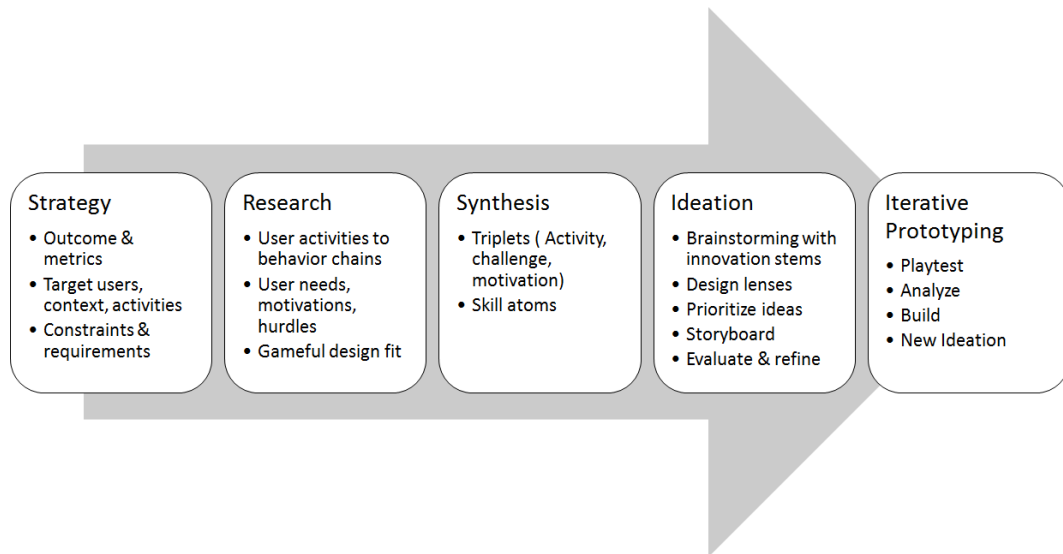 Strategy
• Outcome &
metrics
• Target users,
context, activities
• Constraints &
requirements
Research
• User activities to
behavior chains
• User needs,
motivations,
hurdles
• Gameful design fit
Synthesis
• Triplets ( Activity,
challenge,
motivation)
• Skill atoms
Ideation
• Brainstorming with
innovation stems
• Design lenses
• Prioritize ideas
• Storyboard
• Evaluate & refine
Iterative
Prototyping
• Playtest
• Analyze
• Build
• New Ideation